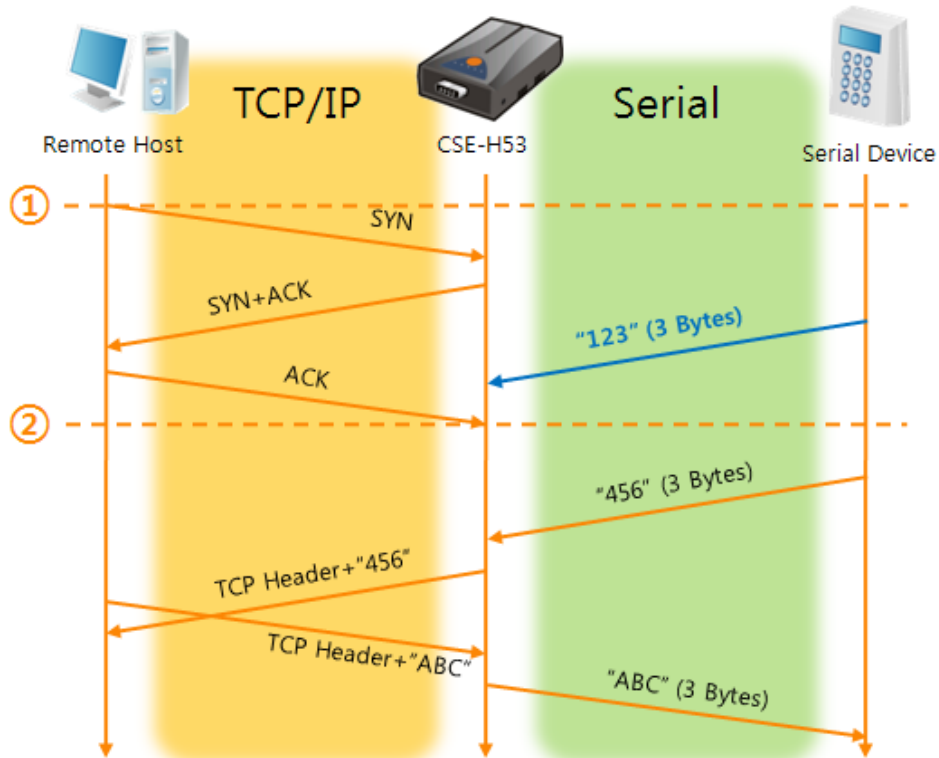 TCP/IP
Serial
Remote Host
CSE-H53
Serial Device
①
SYN
SYN+ACK
"123" (3 Bytes)
ACK
②
"456" (3 Bytes)
TCP Header+"456"
TCP Header+"ABC"
"ABC" (3 Bytes)